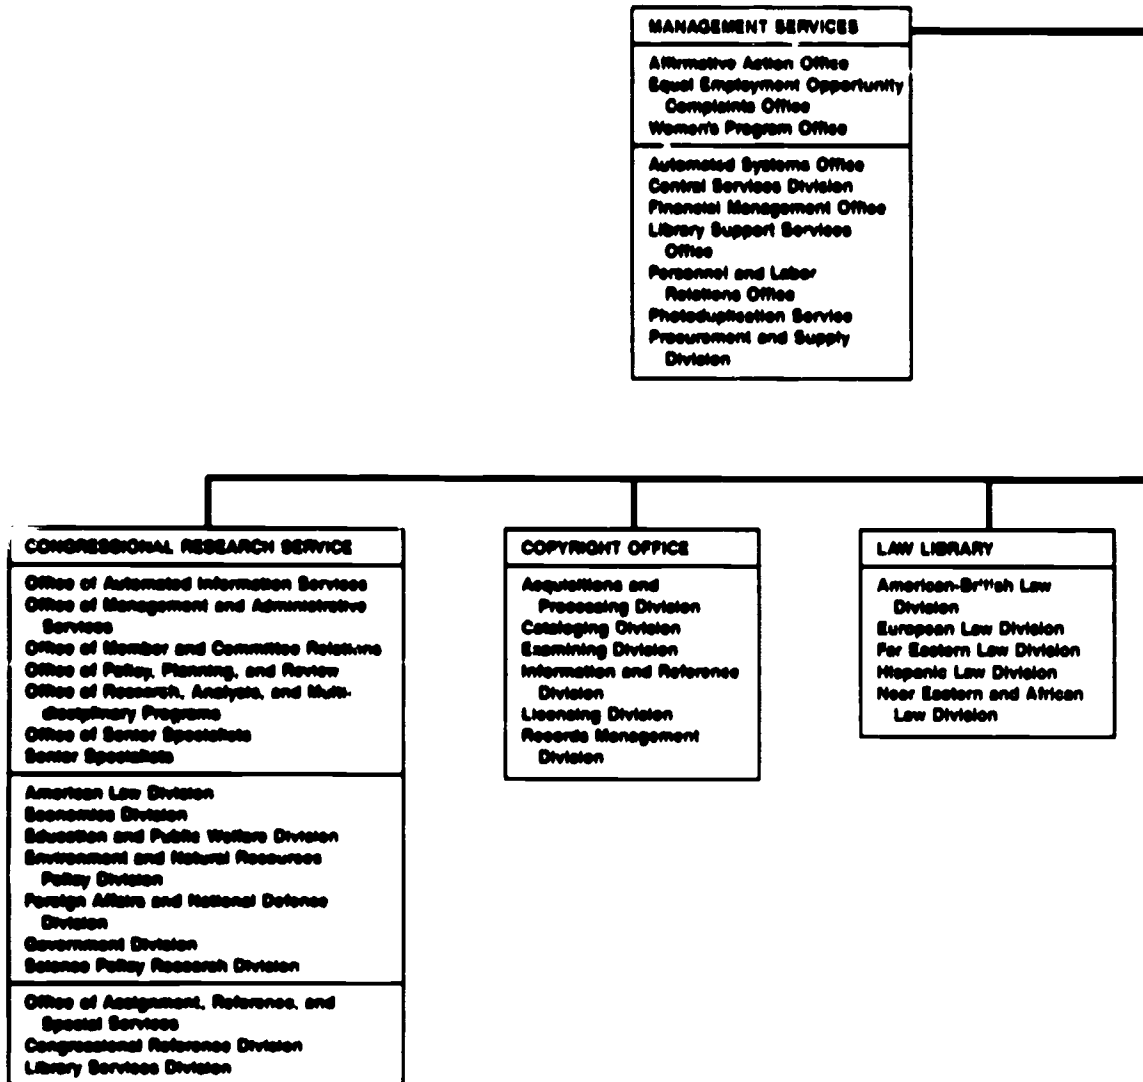 MANAGEMENT SERVICES
Affirmative Action Office
Equal Employment Opportunity
Complaints Office
Women's Program Office
Automated Systems Office
Central Services Division
Financial Management Office
Library Support Services
Office
Personnel and Labor
Relations Office
Photoduplication Service
Procurement and Supply
Division
CONGRESSIONAL RESEARCH SERVICE
Office of Automated Information Services
Office of Management and Administrative
Services
Office of Member and Committee Relations
Office of Policy, Planning, and Review
Office of Research, Analysis, and Multi-
disciplinary Programs
Office of Senior Specialists
Senior Specialists
American Law Division
Economics Division
Education and Public Welfare Division
Environment and Natural Resources
Policy Division
Foreign Affairs and National Defense
Division
Government Division
Science Policy Research Division
Office of Assignment, Reference, and
Special Services
Congressional Reference Division
Library Services Division
COPYRIGHT OFFICE
Acquisitions and
Processing Division
Cataloging Division
Examining Division
Information and Reference
Division
Licensing Division
Records Management
Division
LAW LIBRARY
American-British Law
Division
European Law Division
Far Eastern Law Division
Hispanic Law Division
Near Eastern and African
Law Division